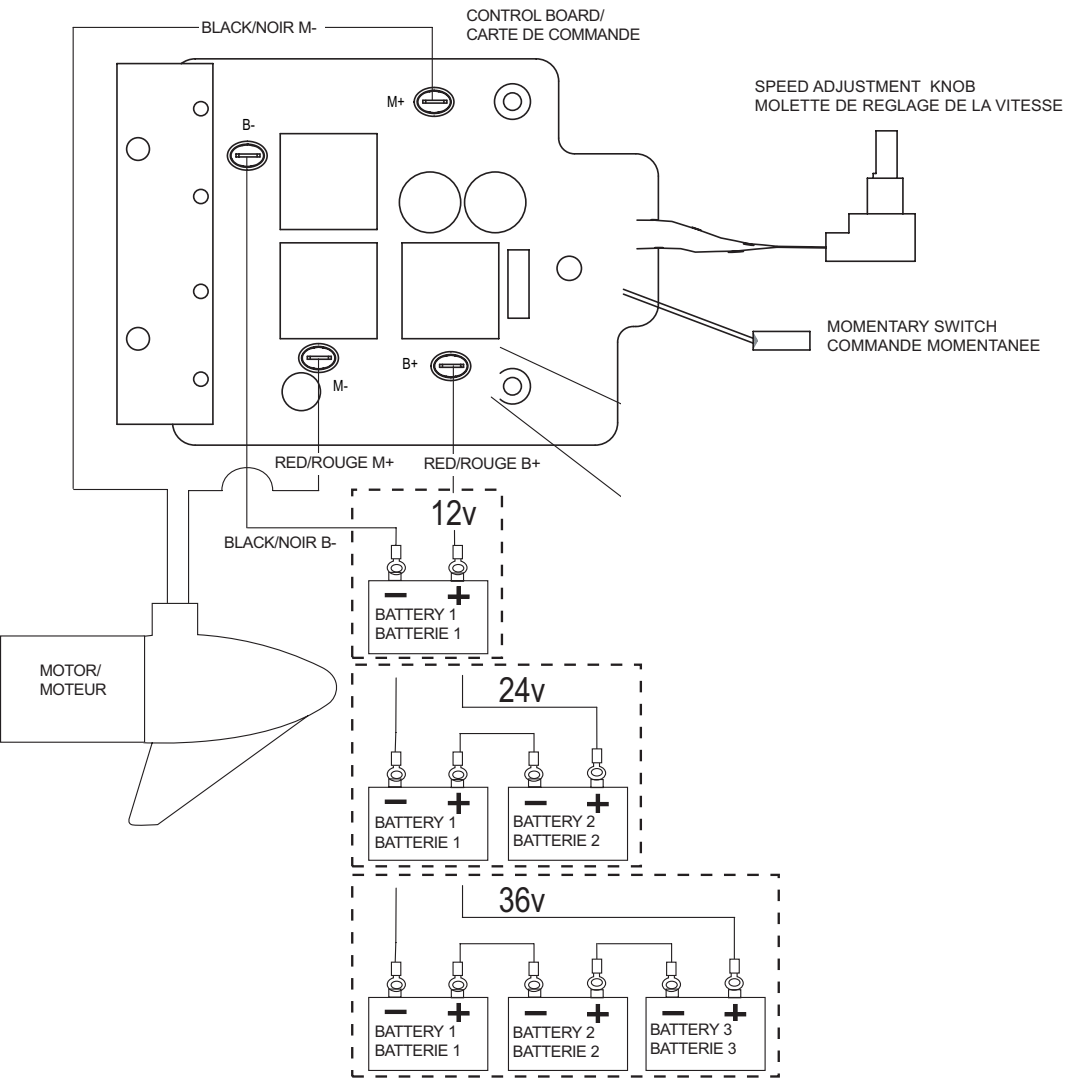 BLACK/NOIR M-
CONTROL BOARD/
CARTE DE COMMANDE
SPEED ADJUSTMENT KNOB
MOLETTE DE REGLAGE DE LA VITESSE
M+
B-
MOMENTARY SWITCH
COMMANDE MOMENTANEE
M-
B+
RED/ROUGE M+
RED/ROUGE B+
BLACK/NOIR B-
12v
BATTERY 1
BATTERIE 1
MOTOR/
MOTEUR
24v
BATTERY 1
BATTERIE 1
BATTERY 2
BATTERIE 2
36v
BATTERY 1
BATTERIE 1
BATTERY 2
BATTERIE 2
BATTERY 3
BATTERIE 3